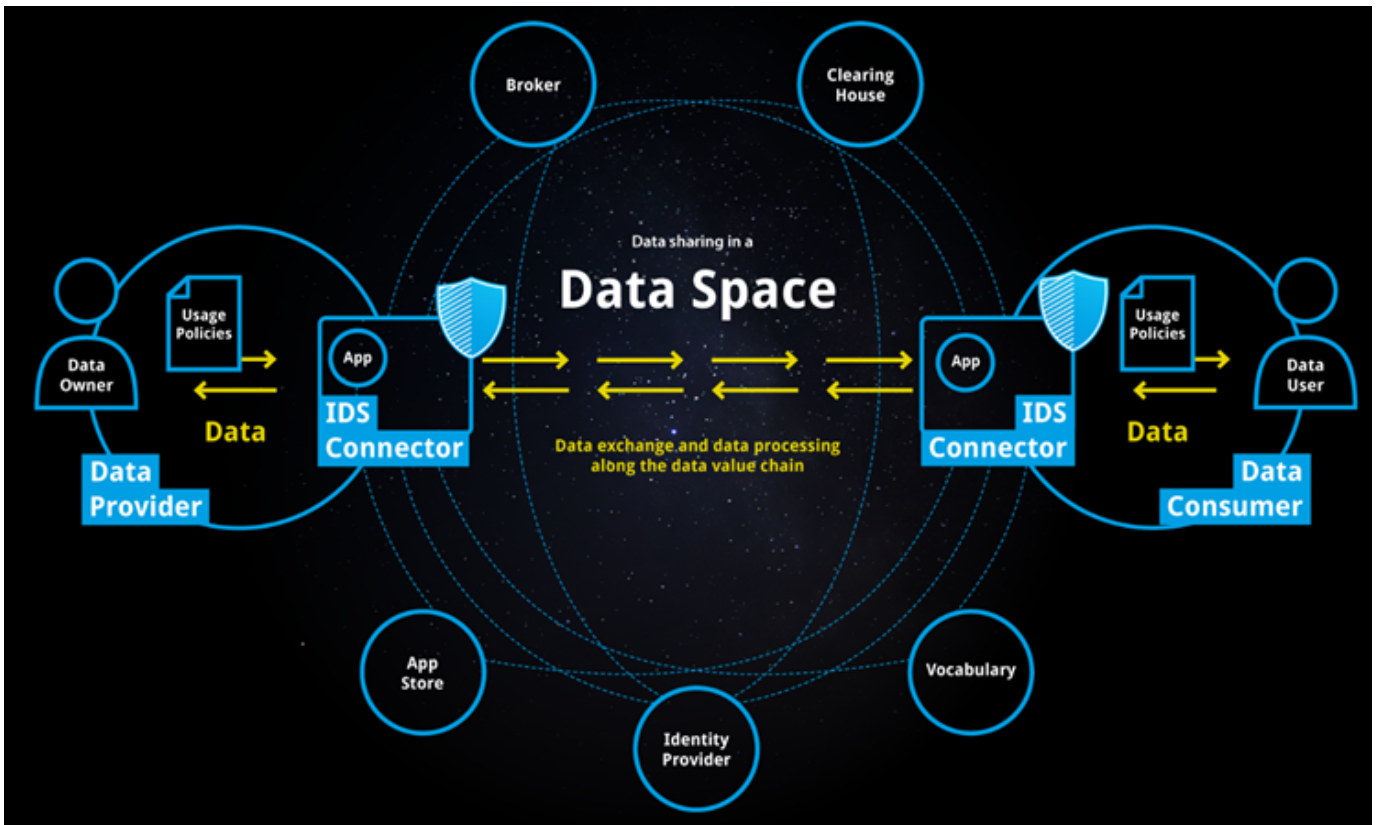 Broker
Clearing
House
Data sharing in a
Data Space
Usage
Policies
Data
Owner
App
IDS
Connector
Data
Data
Provider
Data exchange and data processing
along the data value chain
App
IDS
Connector
Usage
Policies
Data
User
Data
Data
Consumer
App
Store
Vocabulary
Identity
Provider